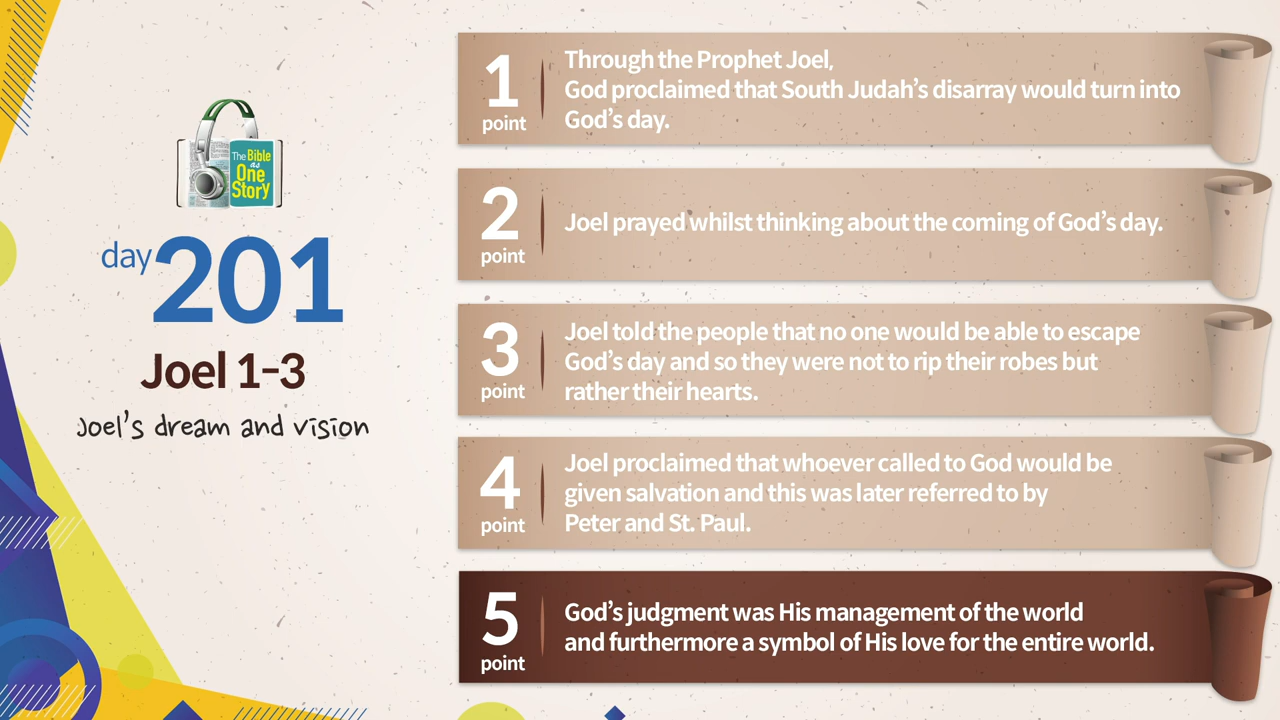 The Bible
as
One
Story
day201
Joel 1-3
Joel's dream and vision
1
point
Through the Prophet Joel,
God proclaimed that South Judah's disarray would turn into
God's day.
2
point
Joel prayed whilst thinking about the coming of God's day.
3
point
Joel told the people that no one would be able to escape
God's day and so they were not to rip their robes but
rather their hearts.
4
point
Joel proclaimed that whoever called to God would be
given salvation and this was later referred to by
Peter and St. Paul.
5
point
God's judgment was His management of the world
and furthermore a symbol of His love for the entire world.